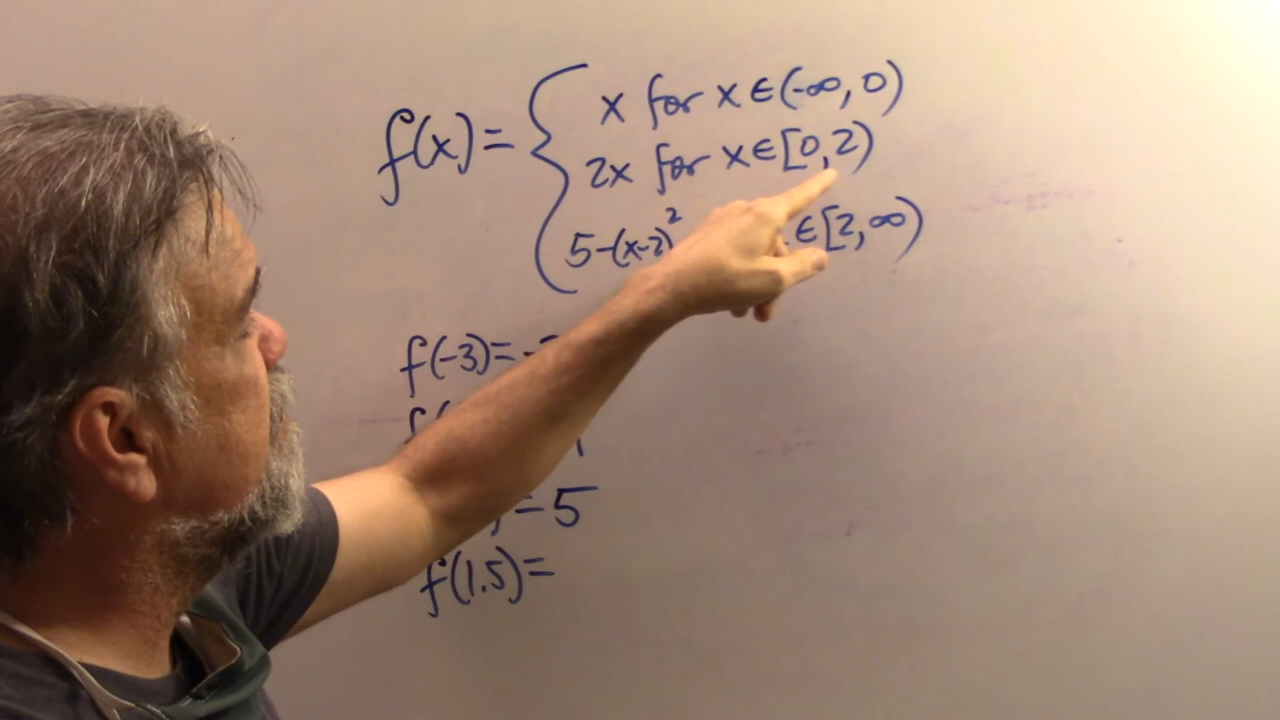 f(x) = { x for x ∈ (-∞, 0)
2x for x ∈ [0, 2)
5-(x-2)² ∈ [2, ∞)
f(-3) = -
f(
= 5
f(1.5) =